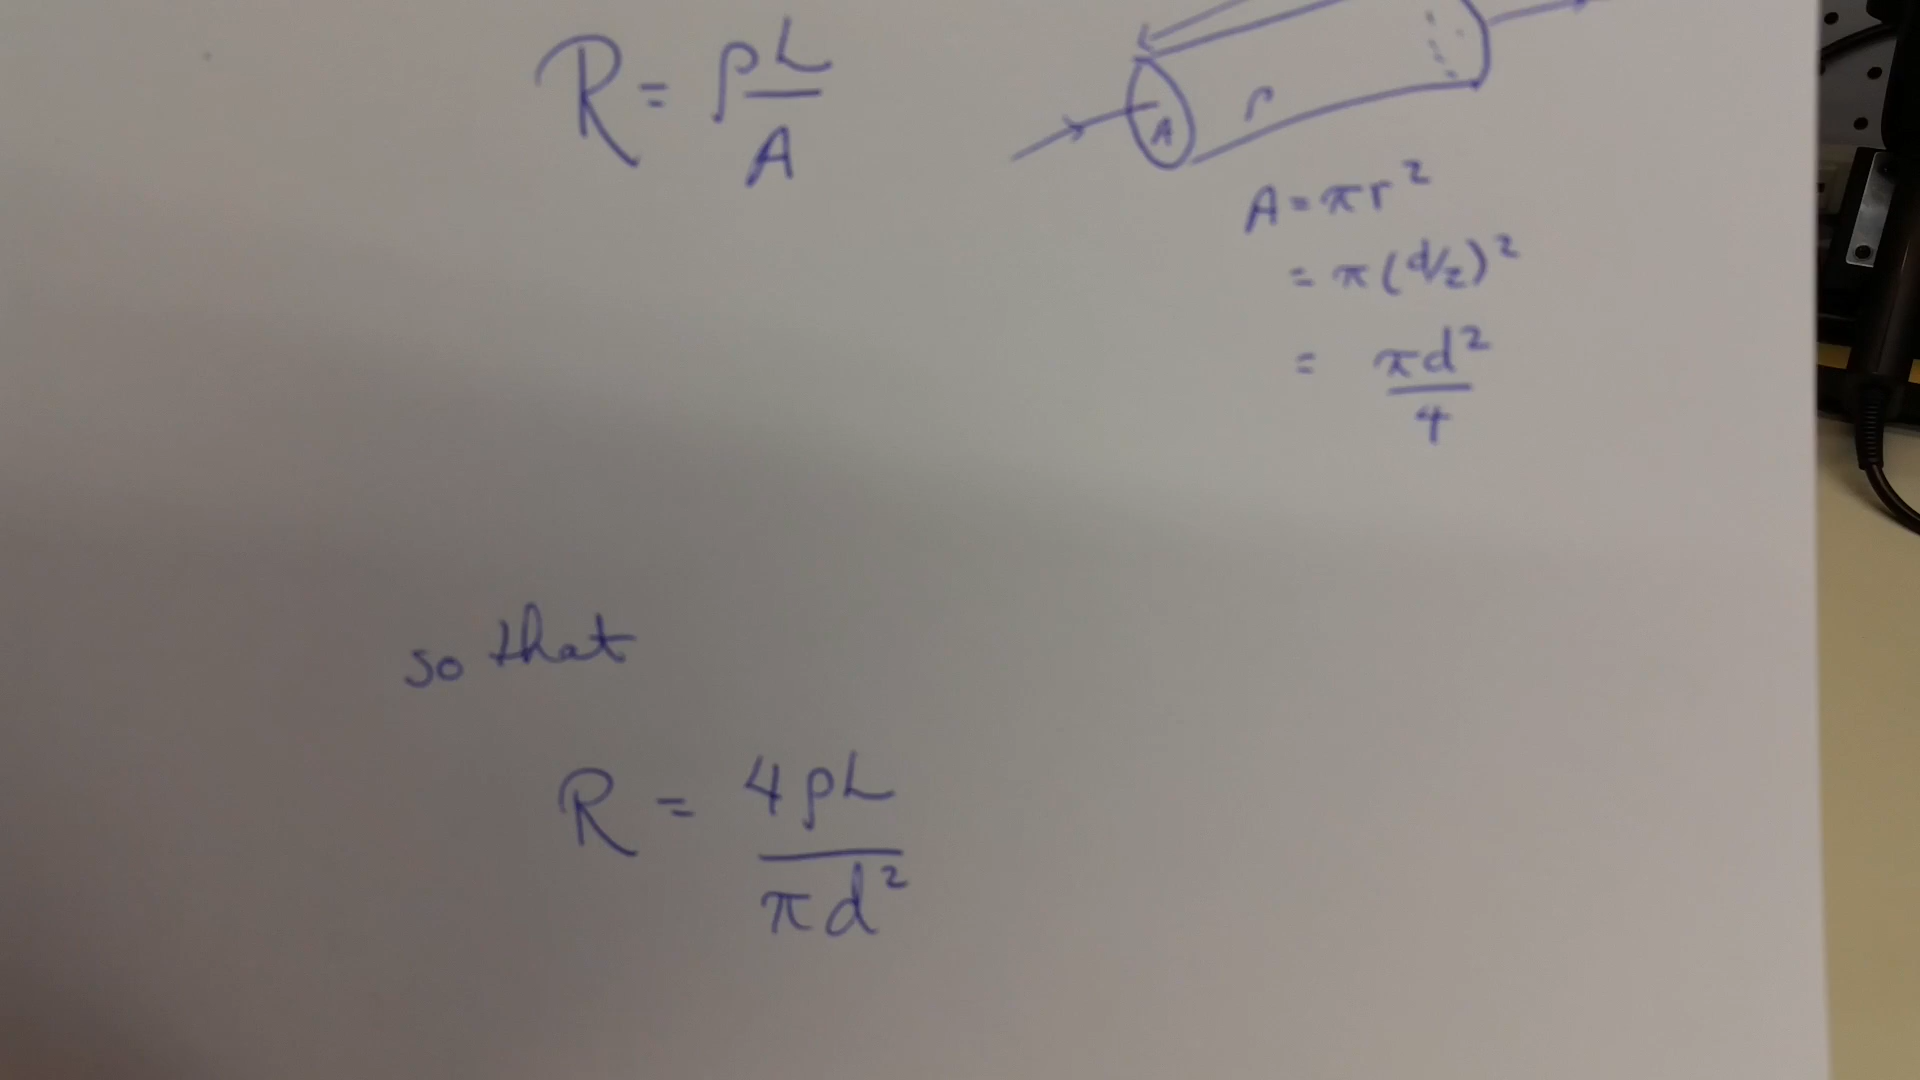 R = ρL/A
A ρ
A = πr²
= π(d/2)²
= πd²/4
so that
R = 4ρL/πd²